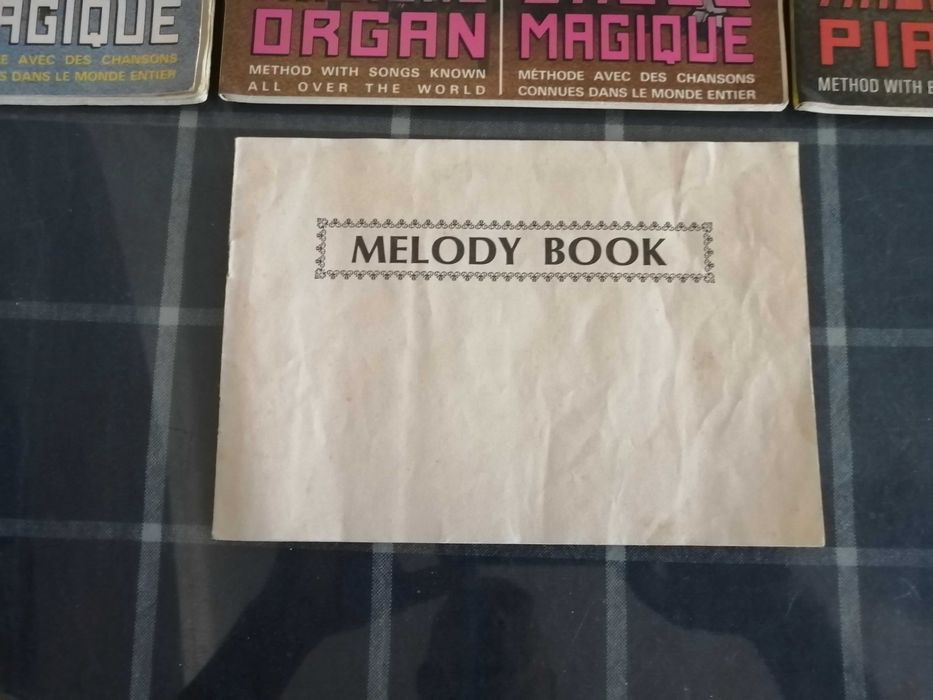 AGIQUE
AVEC DES CHANSONS
DANS LE MONDE ENTIER
ORGAN
METHOD WITH SONGS KNOWN
ALL OVER THE WORLD
MAGIQUE
MÉTHODE AVEC DES CHANSONS
CONNUES DANS LE MONDE ENTIER
PIA
METHOD WITH
MELODY BOOK